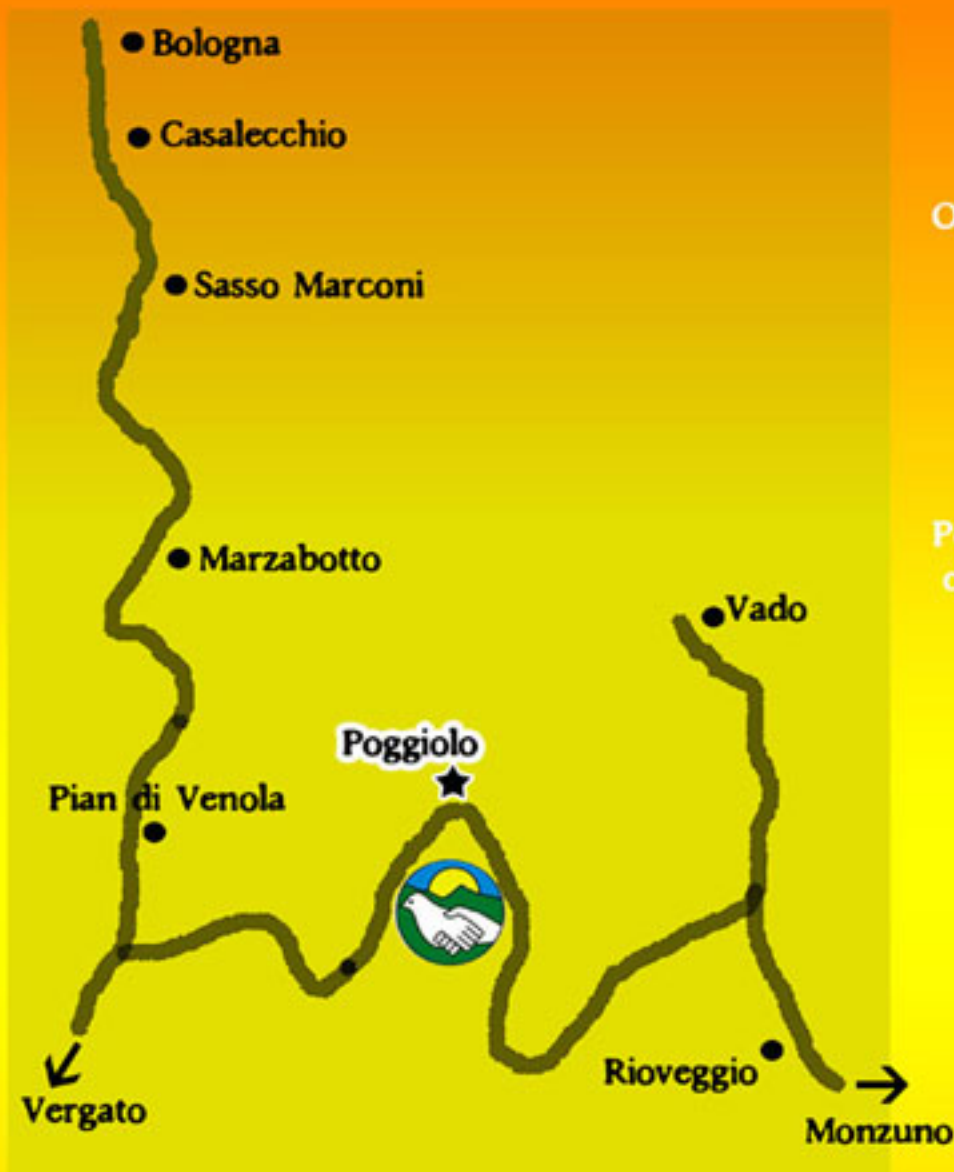 Bologna
Casalecchio
Sasso Marconi
Marzabotto
Vado
Poggiolo
Pian di Venola
Rioveggio
Vergato
Monzuno